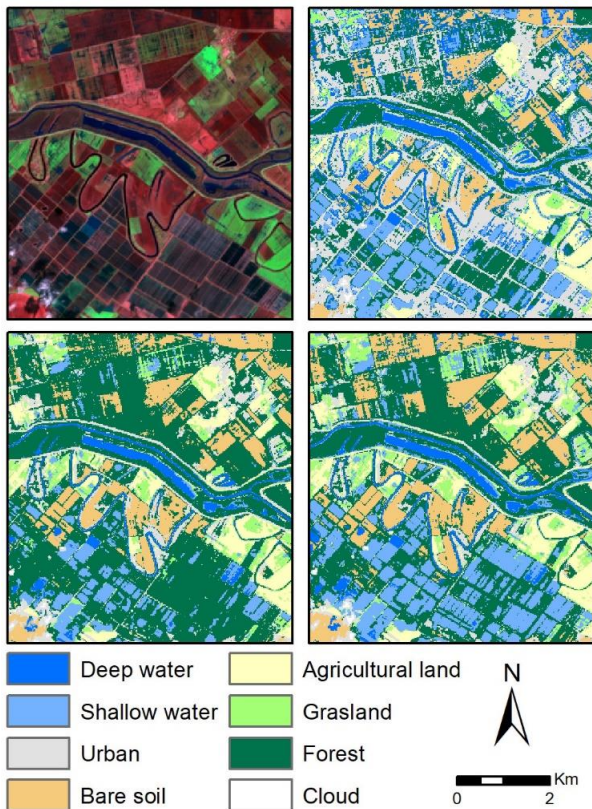 Deep water
Agricultural land
Shallow water
Grasland
Urban
Forest
Bare soil
Cloud
N
Km
0
2